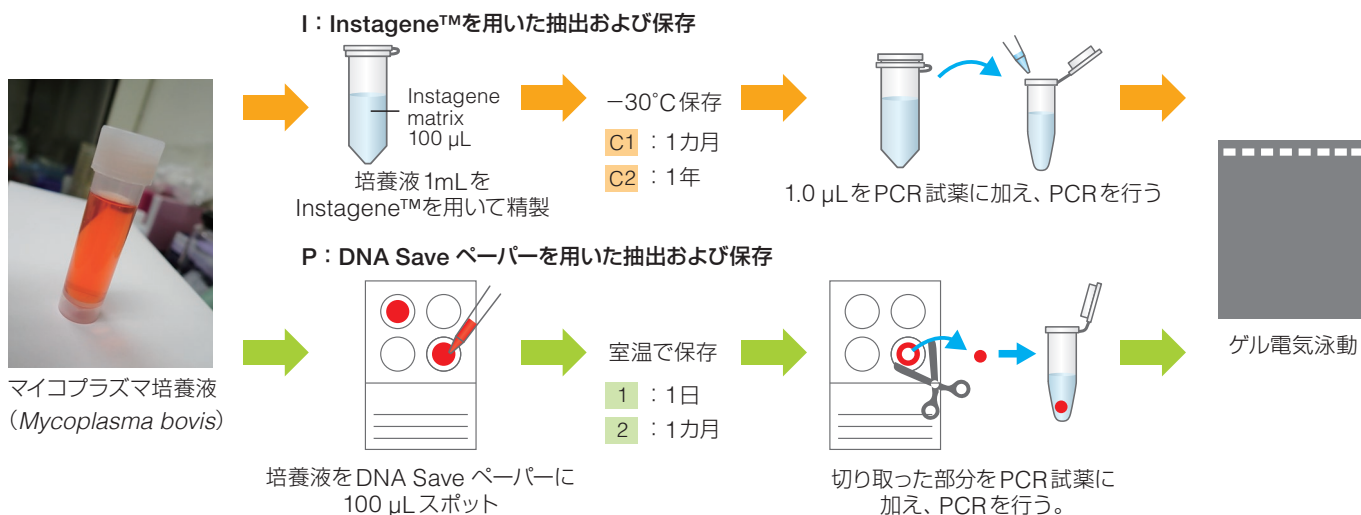 I：Instagene™を用いた抽出および保存
Instagene
matrix
100 µL
培養液1mLを
Instagene™を用いて精製
－30℃保存
C1 ：1カ月
C2 ：1年
1.0 µLをPCR試薬に加え、PCRを行う
マイコプラズマ培養液
（Mycoplasma bovis）
P：DNA Save ペーパーを用いた抽出および保存
培養液をDNA Save ペーパーに
100 µLスポット
室温で保存
1 ：1日
2 ：1カ月
切り取った部分をPCR試薬に
加え、PCRを行う。
ゲル電気泳動